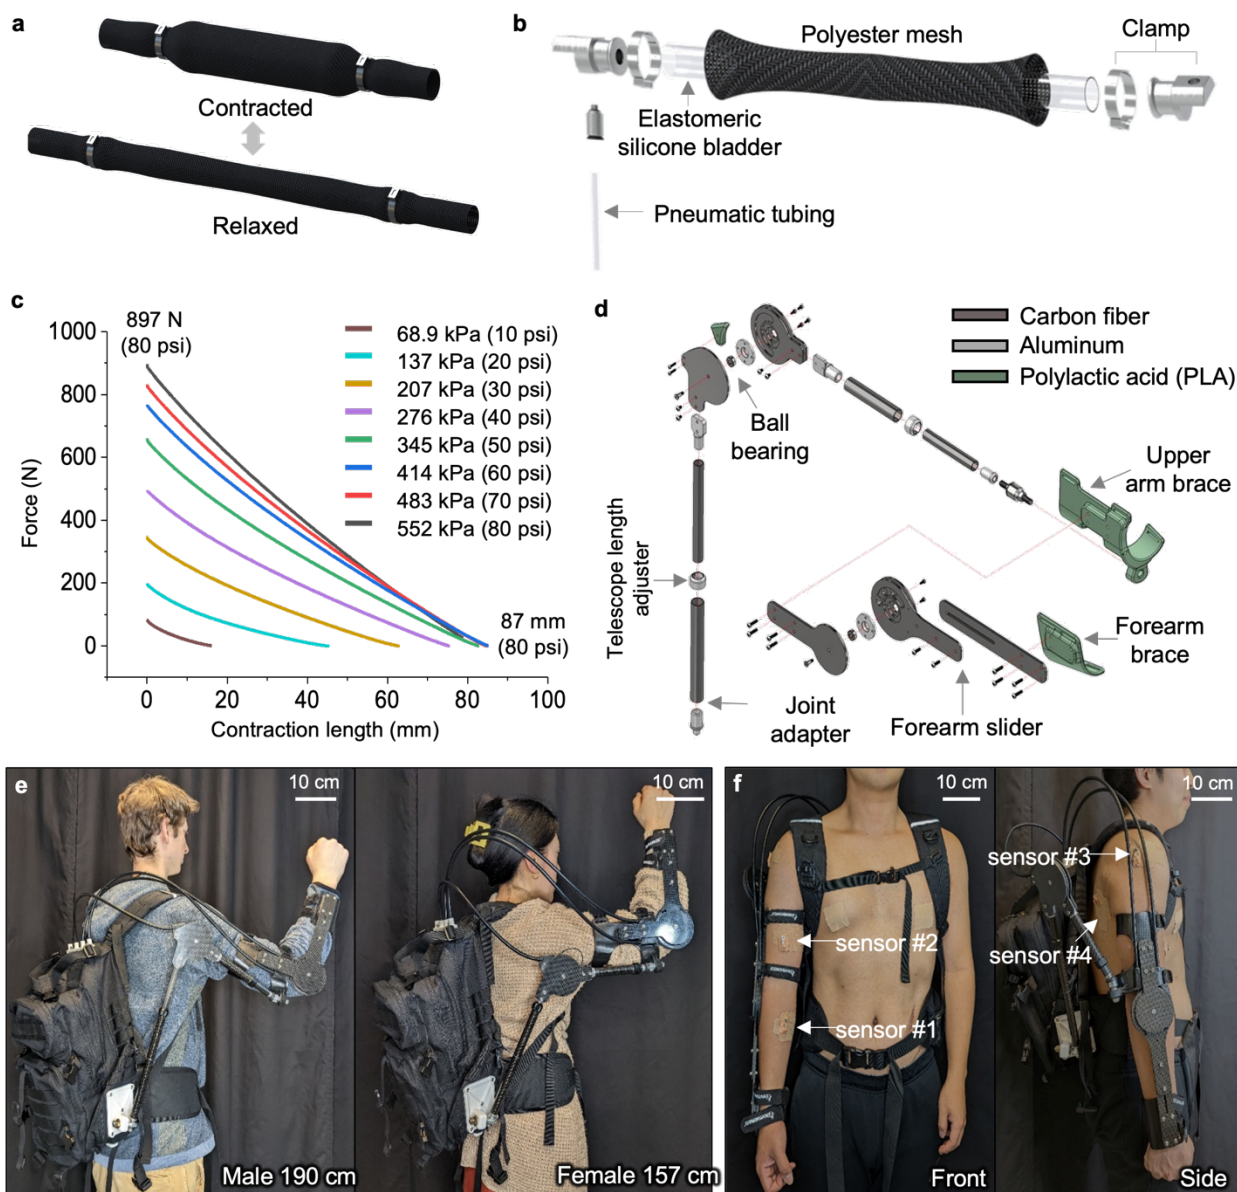 a
Contracted
Relaxed
b
Polyester mesh
Clamp
Elastomeric
silicone bladder
Pneumatic tubing
c
897 N
(80 psi)
1000
800
600
400
200
0
Force (N)
68.9 kPa (10 psi)
137 kPa (20 psi)
207 kPa (30 psi)
276 kPa (40 psi)
345 kPa (50 psi)
414 kPa (60 psi)
483 kPa (70 psi)
552 kPa (80 psi)
87 mm
(80 psi)
0 20 40 60 80 100
Contraction length (mm)
d
Carbon fiber
Aluminum
Polylactic acid (PLA)
Ball
bearing
Upper
arm brace
Telescope length
adjuster
Forearm
brace
Joint
adapter
Forearm slider
e
10 cm
Male 190 cm
10 cm
Female 157 cm
f
10 cm
sensor #2
sensor #1
Front
10 cm
sensor #3
sensor #4
Side